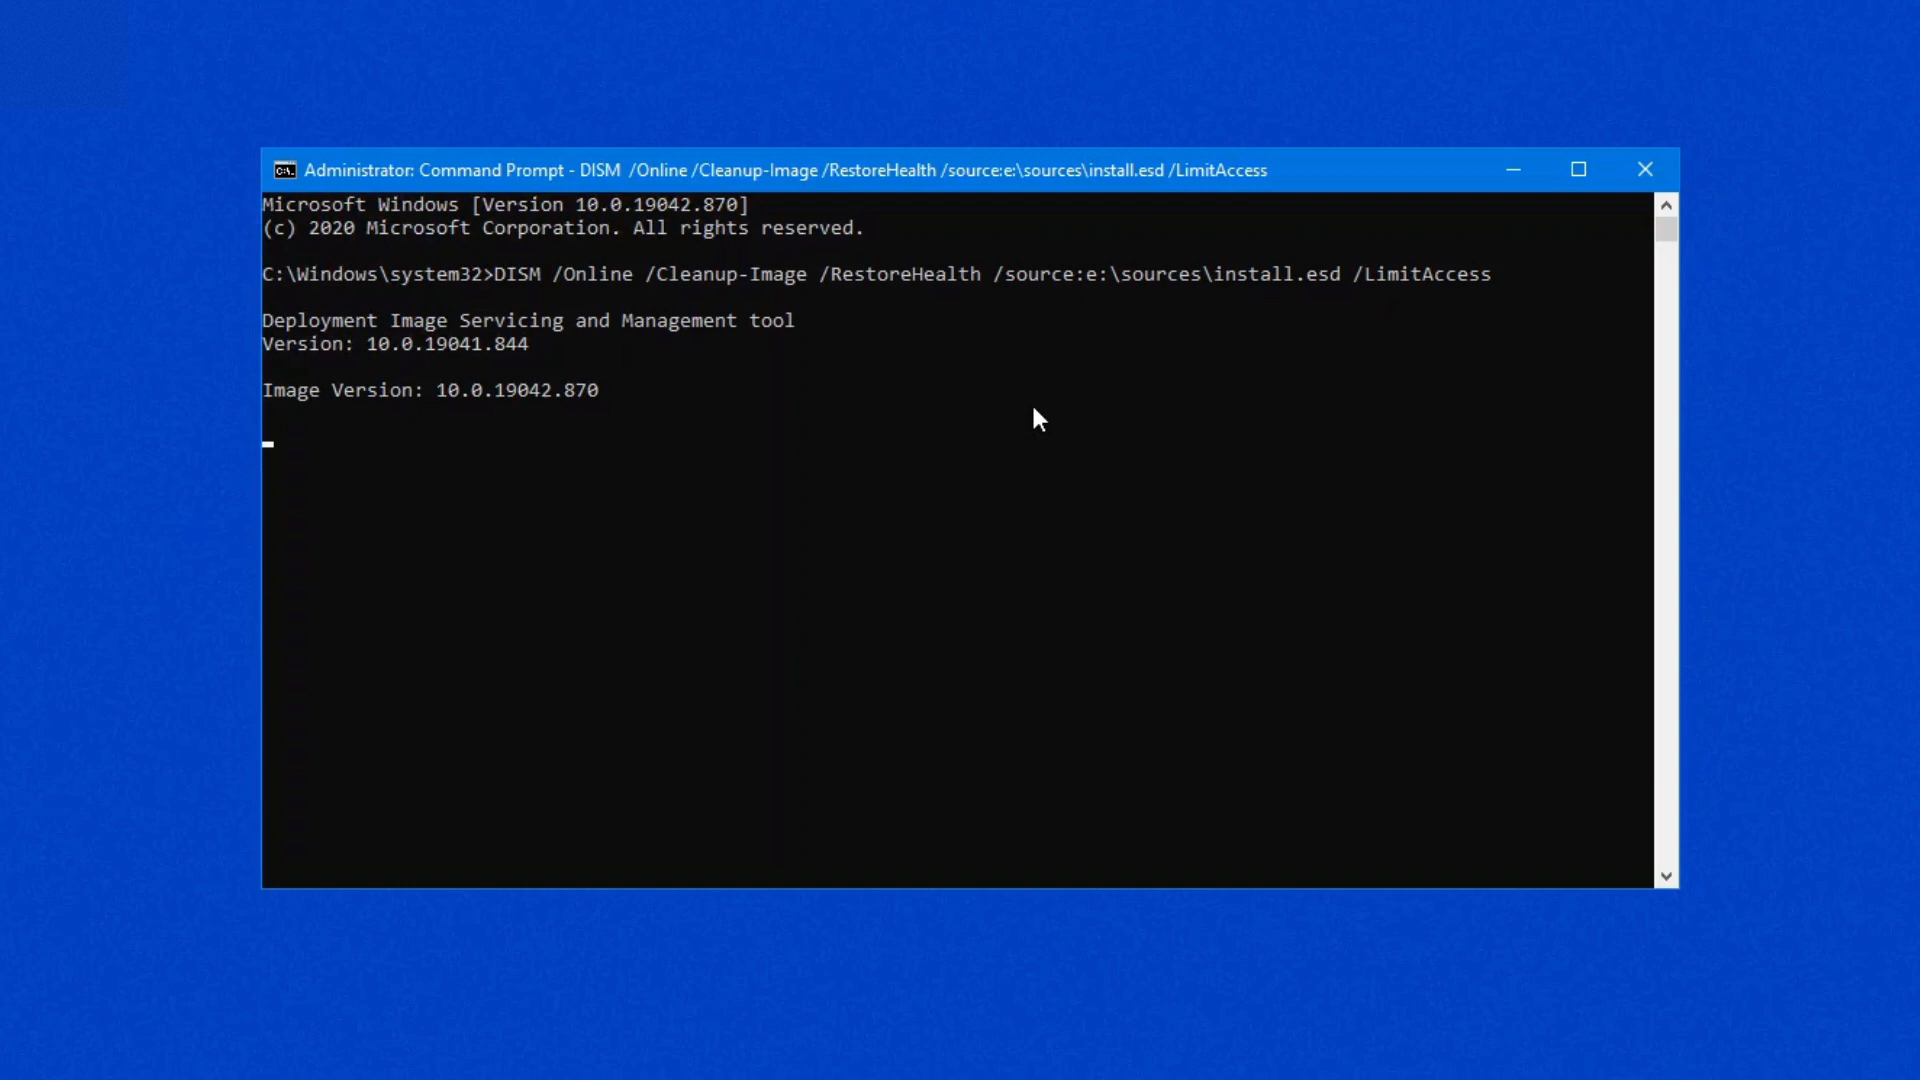 Administrator: Command Prompt - DISM  /Online /Cleanup-Image /RestoreHealth /source:e:\sources\install.esd /LimitAccess
Microsoft Windows [Version 10.0.19042.870]
(c) 2020 Microsoft Corporation. All rights reserved.
C:\Windows\system32>DISM /Online /Cleanup-Image /RestoreHealth /source:e:\sources\install.esd /LimitAccess
Deployment Image Servicing and Management tool
Version: 10.0.19041.844
Image Version: 10.0.19042.870